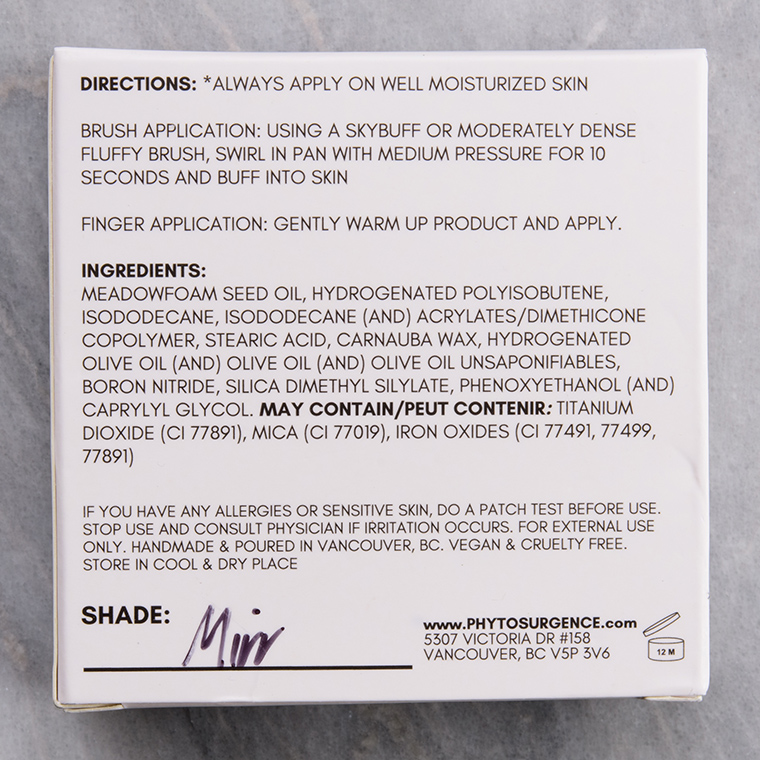 DIRECTIONS: *ALWAYS APPLY ON WELL MOISTURIZED SKIN
BRUSH APPLICATION: USING A SKYBUFF OR MODERATELY DENSE
FLUFFY BRUSH, SWIRL IN PAN WITH MEDIUM PRESSURE FOR 10
SECONDS AND BUFF INTO SKIN
FINGER APPLICATION: GENTLY WARM UP PRODUCT AND APPLY.
INGREDIENTS:
MEADOWFOAM SEED OIL, HYDROGENATED POLYISOBUTENE,
ISODODECANE, ISODODECANE (AND) ACRYLATES/DIMETHICONE
COPOLYMER, STEARIC ACID, CARNAUBA WAX, HYDROGENATED
OLIVE OIL (AND) OLIVE OIL (AND) OLIVE OIL UNSAPONIFIABLES,
BORON NITRIDE, SILICA DIMETHYL SILYLATE, PHENOXYETHANOL (AND)
CAPRYLYL GLYCOL. MAY CONTAIN/PEUT CONTENIR: TITANIUM
DIOXIDE (CI 77891), MICA (CI 77019), IRON OXIDES (CI 77491, 77499,
77891)
IF YOU HAVE ANY ALLERGIES OR SENSITIVE SKIN, DO A PATCH TEST BEFORE USE.
STOP USE AND CONSULT PHYSICIAN IF IRRITATION OCCURS. FOR EXTERNAL USE
ONLY. HANDMADE & POURED IN VANCOUVER, BC. VEGAN & CRUELTY FREE.
STORE IN COOL & DRY PLACE
SHADE:
www.PHYTOSURGENCE.com
5307 VICTORIA DR #158
VANCOUVER, BC V5P 3V6
12 M